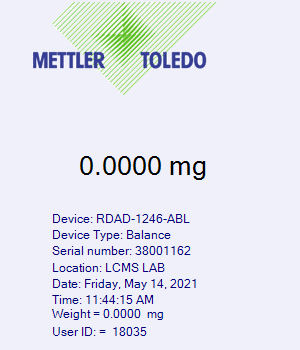 METTLER TOLEDO
0.0000 mg
Device: RDAD-1246-ABL
Device Type: Balance
Serial number: 38001162
Location: LCMS LAB
Date: Friday, May 14, 2021
Time: 11:44:15 AM
Weight = 0.0000  mg
User ID: =  18035